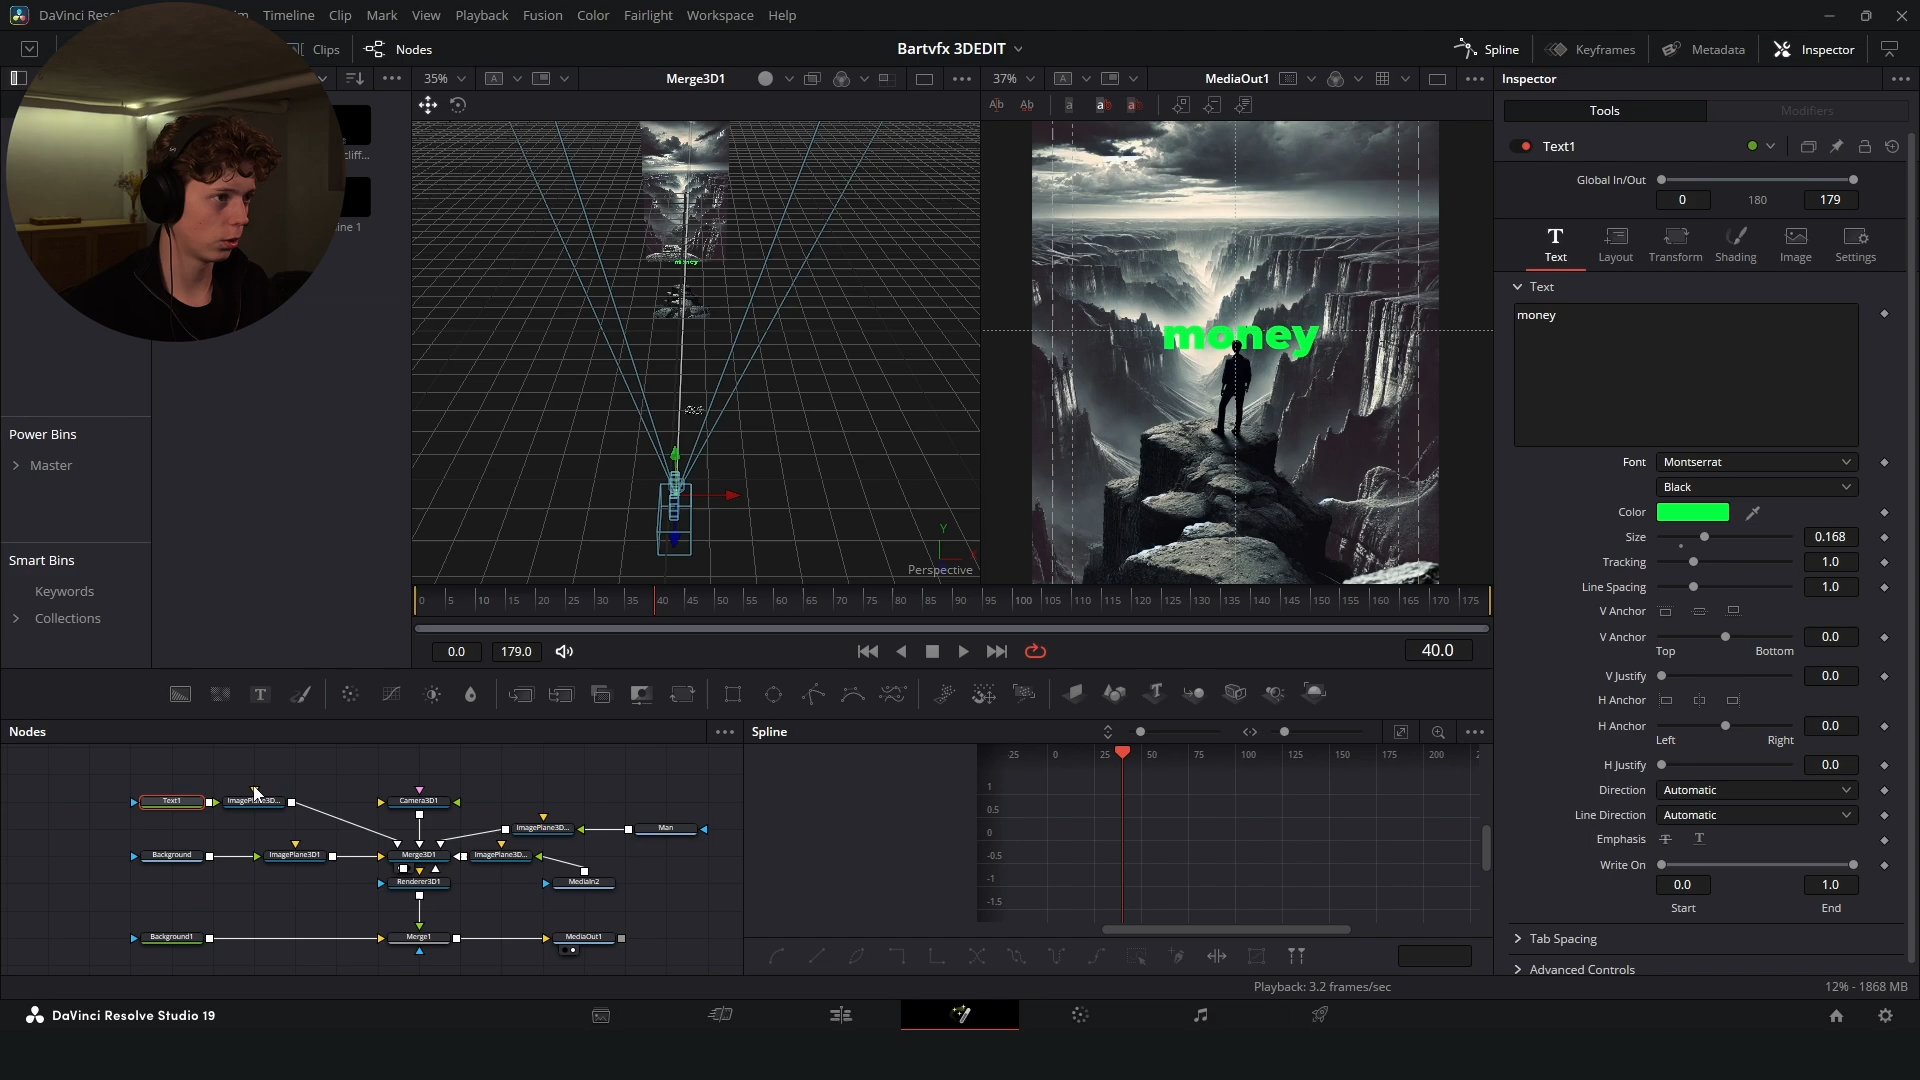 DaVinci Resol
m
Timeline
Clip
Mark
View
Playback
Fusion
Color
Fairlight
Workspace
Help
Clips
Nodes
Bartvfx 3DEDIT
Spline
Keyframes
Metadata
Inspector
35%
Merge3D1
37%
MediaOut1
Inspector
Tools
Modifiers
Text1
Global In/Out
0
180
179
Text
Layout
Transform
Shading
Image
Settings
Text
money
Font
Montserrat
Black
Color
Size
0.168
Tracking
1.0
Line Spacing
1.0
V Anchor
V Anchor
0.0
Top
Bottom
V Justify
0.0
H Anchor
H Anchor
0.0
Left
Right
H Justify
0.0
Direction
Automatic
Line Direction
Automatic
Emphasis
Write On
0.0
1.0
Start
End
Tab Spacing
Advanced Controls
cliff...
ine 1
Power Bins
Master
Smart Bins
Keywords
Collections
money
Y
X
Perspective
money
0 5 10 15 20 25 30 35 40 45 50 55 60 65 70 75 80 85 90 95 100 105 110 115 120 125 130 135 140 145 150 155 160 165 170 175
0.0
179.0
40.0
Nodes
Text1
ImagePlane3D...
Camera3D1
ImagePlane3D...
Man
Background
ImagePlane3D1
Merge3D1
ImagePlane3D...
Renderer3D1
MediaIn2
Background1
Merge1
MediaOut1
Spline
-25 0 25 50 75 100 125 150 175 200
1
0.5
0
-0.5
-1
-1.5
Playback: 3.2 frames/sec
12% - 1868 MB
DaVinci Resolve Studio 19